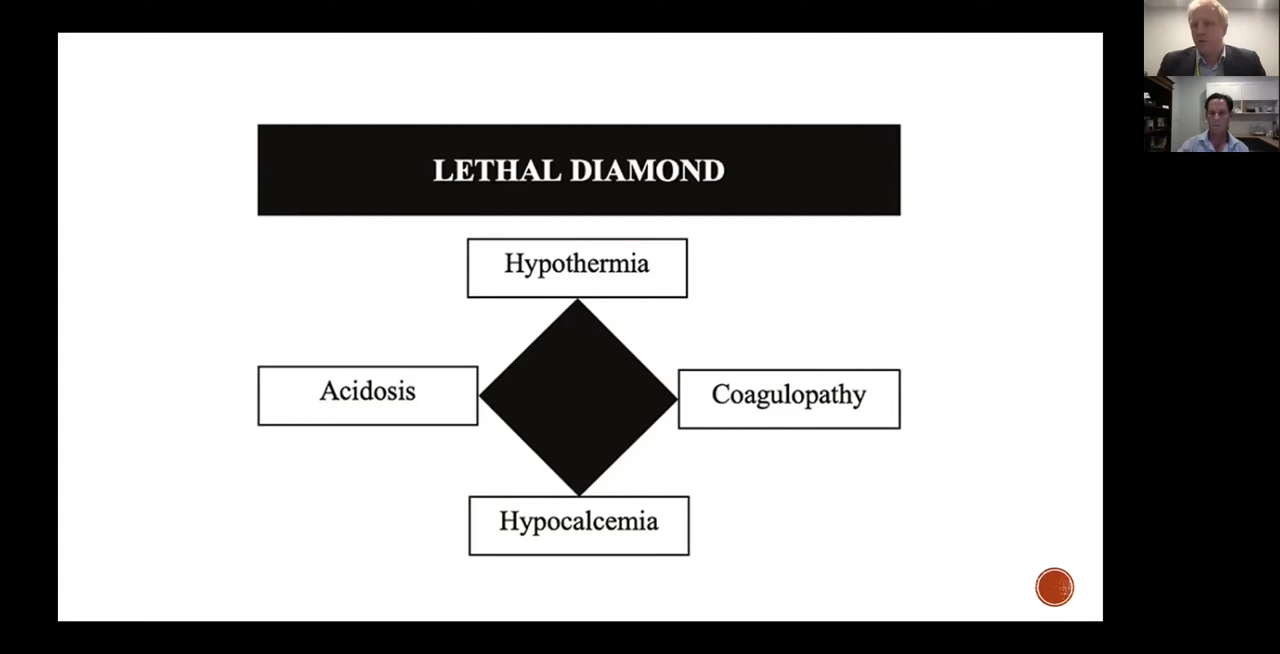 LETHAL DIAMOND
Hypothermia
Acidosis
Coagulopathy
Hypocalcemia